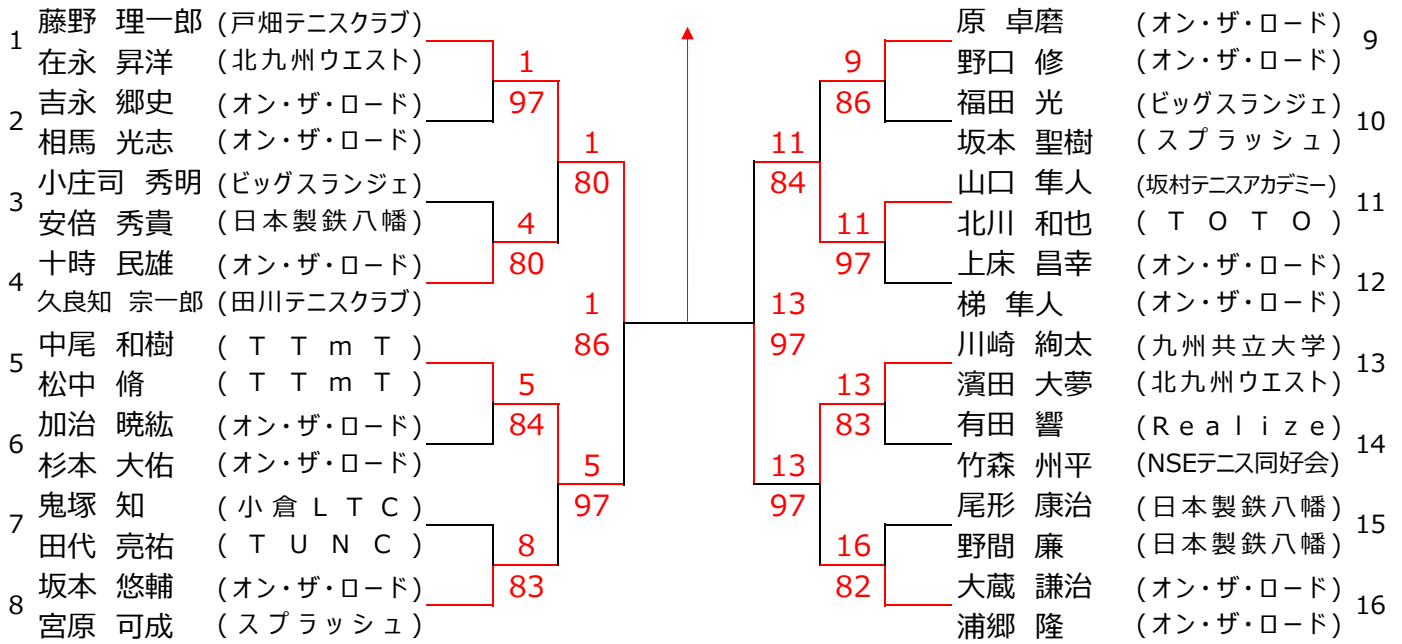 1
藤野 理一郎 (戸畑テニスクラブ)
在永 昇洋 (北九州ウエスト)
2
吉永 郷史 (オン・ザ・ロード)
相馬 光志 (オン・ザ・ロード)
3
小庄司 秀明 (ビッグスランジェ)
安倍 秀貴 (日本製鉄八幡)
4
十時 民雄 (オン・ザ・ロード)
久良知 宗一郎 (田川テニスクラブ)
5
中尾 和樹 (TTmT)
松中 脩 (TTmT)
6
加治 暁紘 (オン・ザ・ロード)
杉本 大佑 (オン・ザ・ロード)
7
鬼塚 知 (小倉LTC)
田代 亮祐 (TUNC)
8
坂本 悠輔 (オン・ザ・ロード)
宮原 可成 (スプラッシュ)
1
97
4
80
5
84
8
83
1
80
5
97
1
86
13
97
11
84
13
97
9
86
11
97
13
83
16
82
原 卓磨 (オン・ザ・ロード)
野口 修 (オン・ザ・ロード)
9
福田 光 (ビッグスランジェ)
坂本 聖樹 (スプラッシュ)
10
山口 隼人 (坂村テニスアカデミー)
北川 和也 (TOTO)
11
上床 昌幸 (オン・ザ・ロード)
梯 隼人 (オン・ザ・ロード)
12
川崎 絢太 (九州共立大学)
濱田 大夢 (北九州ウエスト)
13
有田 響 (Realize)
竹森 州平 (NSEテニス同好会)
14
尾形 康治 (日本製鉄八幡)
野間 廉 (日本製鉄八幡)
15
大蔵 謙治 (オン・ザ・ロード)
浦郷 隆 (オン・ザ・ロード)
16